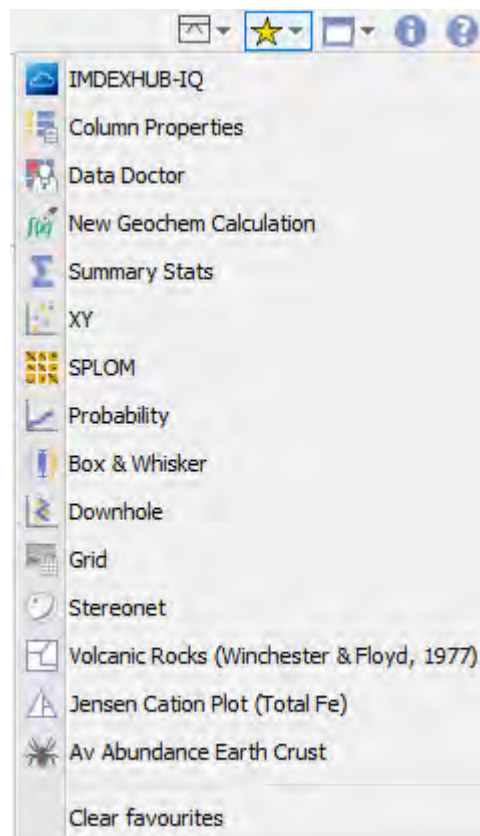 IMDEXHUB-IQ
Column Properties
Data Doctor
New Geochem Calculation
Summary Stats
XY
SPLOM
Probability
Box & Whisker
Downhole
Grid
Stereonet
Volcanic Rocks (Winchester & Floyd, 1977)
Jensen Cation Plot (Total Fe)
Av Abundance Earth Crust
Clear favourites